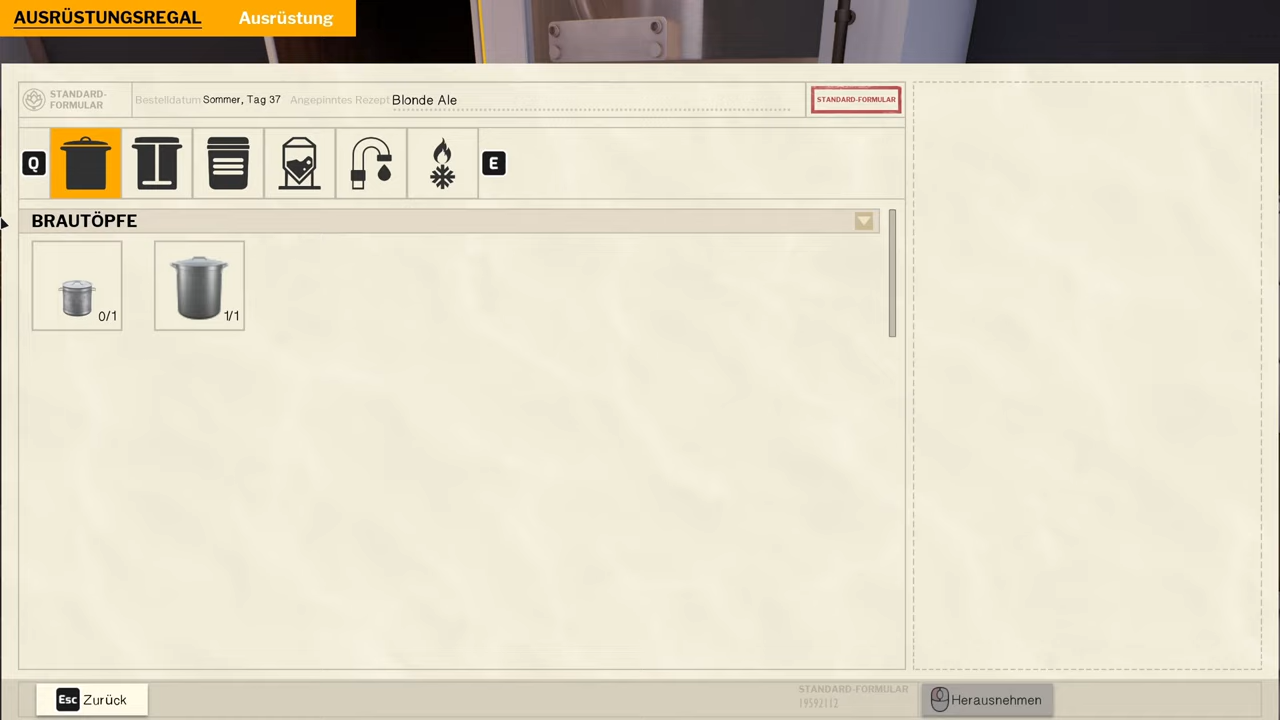 AUSRÜSTUNGSREGAL Ausrüstung
STANDARD-
FORMULAR
Bestelldatum Sommer, Tag 37 Angepinntes Rezept Blonde Ale
STANDARD-FORMULAR
Q E
BRAUTÖPFE
0/1 1/1
Esc Zurück
STANDARD-FORMULAR
19592112
Herausnehmen